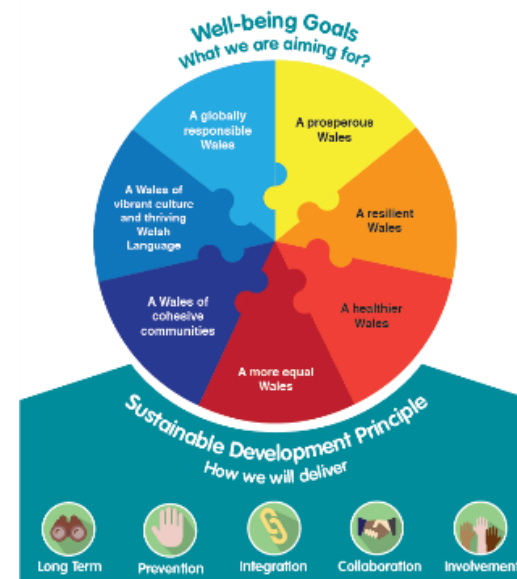 Well-being Goals
What we are aiming for?
A globally
responsible
Wales
A prosperous
Wales
A Wales of
vibrant culture
and thriving
Welsh
Language
A resilient
Wales
A Wales of
cohesive
communities
A healthier
Wales
A more equal
Wales
Sustainable Development Principle
How we will deliver
Long Term
Prevention
Integration
Collaboration
Involvement